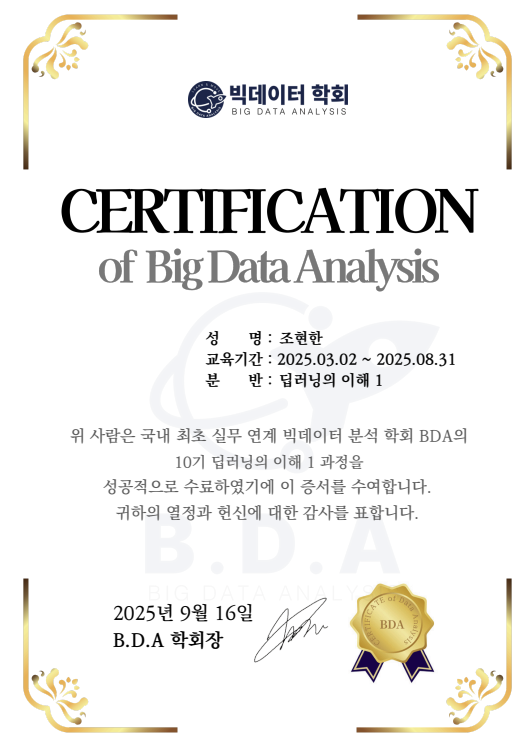 빅데이터 학회
BIG DATA ANALYSIS
CERTIFICATION
of Big Data Analysis
성 명 : 조현한
교육기간 : 2025.03.02 ~ 2025.08.31
분 반 : 딥러닝의 이해 1
위 사람은 국내 최초 실무 연계 빅데이터 분석 학회 BDA의
10기 딥러닝의 이해 1 과정을
성공적으로 수료하였기에 이 증서를 수여합니다.
귀하의 열정과 헌신에 대한 감사를 표합니다.
B.D.A
BIG DATA ANALYSIS
2025년 9월 16일
B.D.A 학회장
CERTIFICATE of Data Analysis
BDA